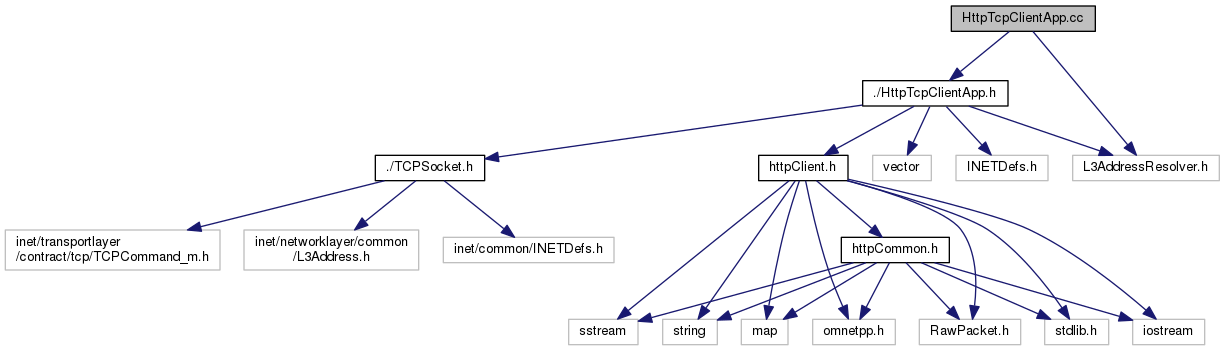 HttpTcpClientApp.cc
./HttpTcpClientApp.h
./TCPSocket.h
httpClient.h
vector
INETDefs.h
L3AddressResolver.h
inet/transportlayer
/contract/tcp/TCPCommand_m.h
inet/networklayer/common
/L3Address.h
inet/common/INETDefs.h
httpCommon.h
sstream
string
map
omnetpp.h
RawPacket.h
stdlib.h
iostream